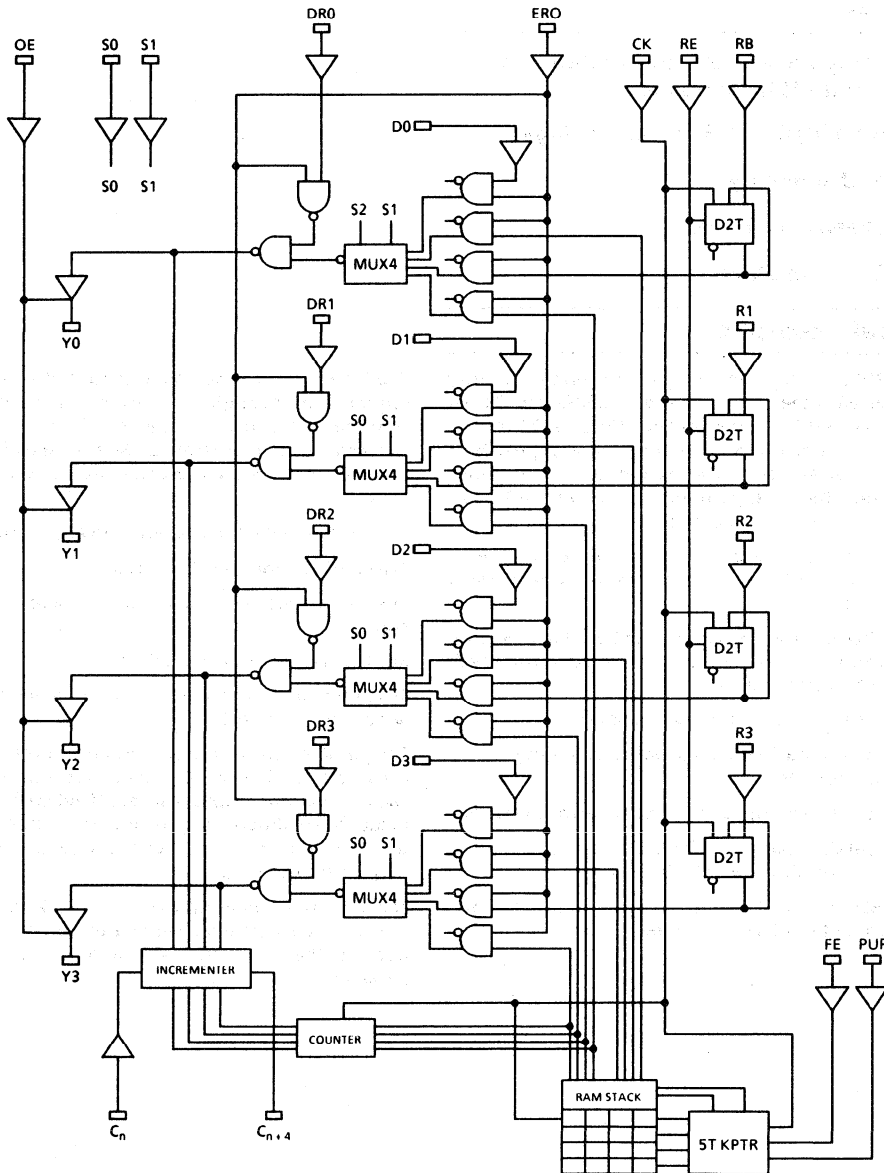 DR0 ERO
OE S0 S1 CK RE RB
D0
S0 S1
S2 S1 D2T
MUX4
Y0 DR1 R1
D1
S0 S1 D2T
MUX4
Y1 DR2 R2
D2
S0 S1 D2T
MUX4
Y2 DR3 R3
D3
S0 S1 D2T
MUX4
FE PUP
Y3 INCREMENTER
COUNTER
RAM STACK
Cn Cn+4 5T KPTR